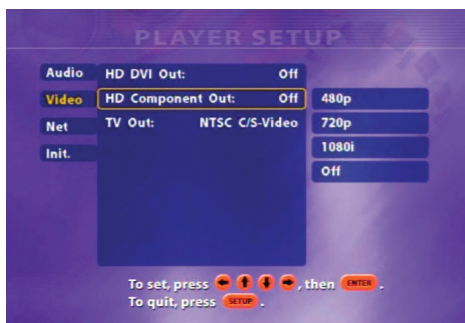 PLAYER SETUP
Audio HD DVI Out: Off
Video HD Component Out: Off 480p
Net TV Out: NTSC C/S-Video 720p
Init. 1080i
Off
To set, press , then ENTER .
To quit, press SETUP .